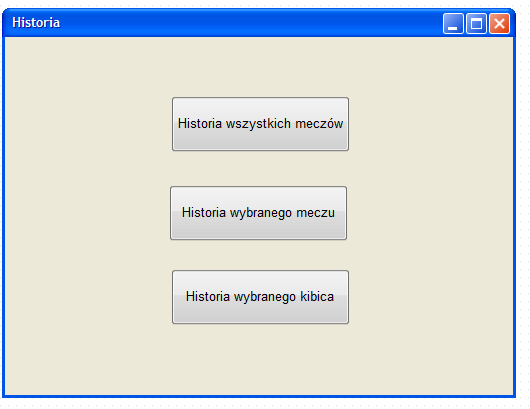 Historia
Historia wszystkich meczów
Historia wybranego meczu
Historia wybranego kibica